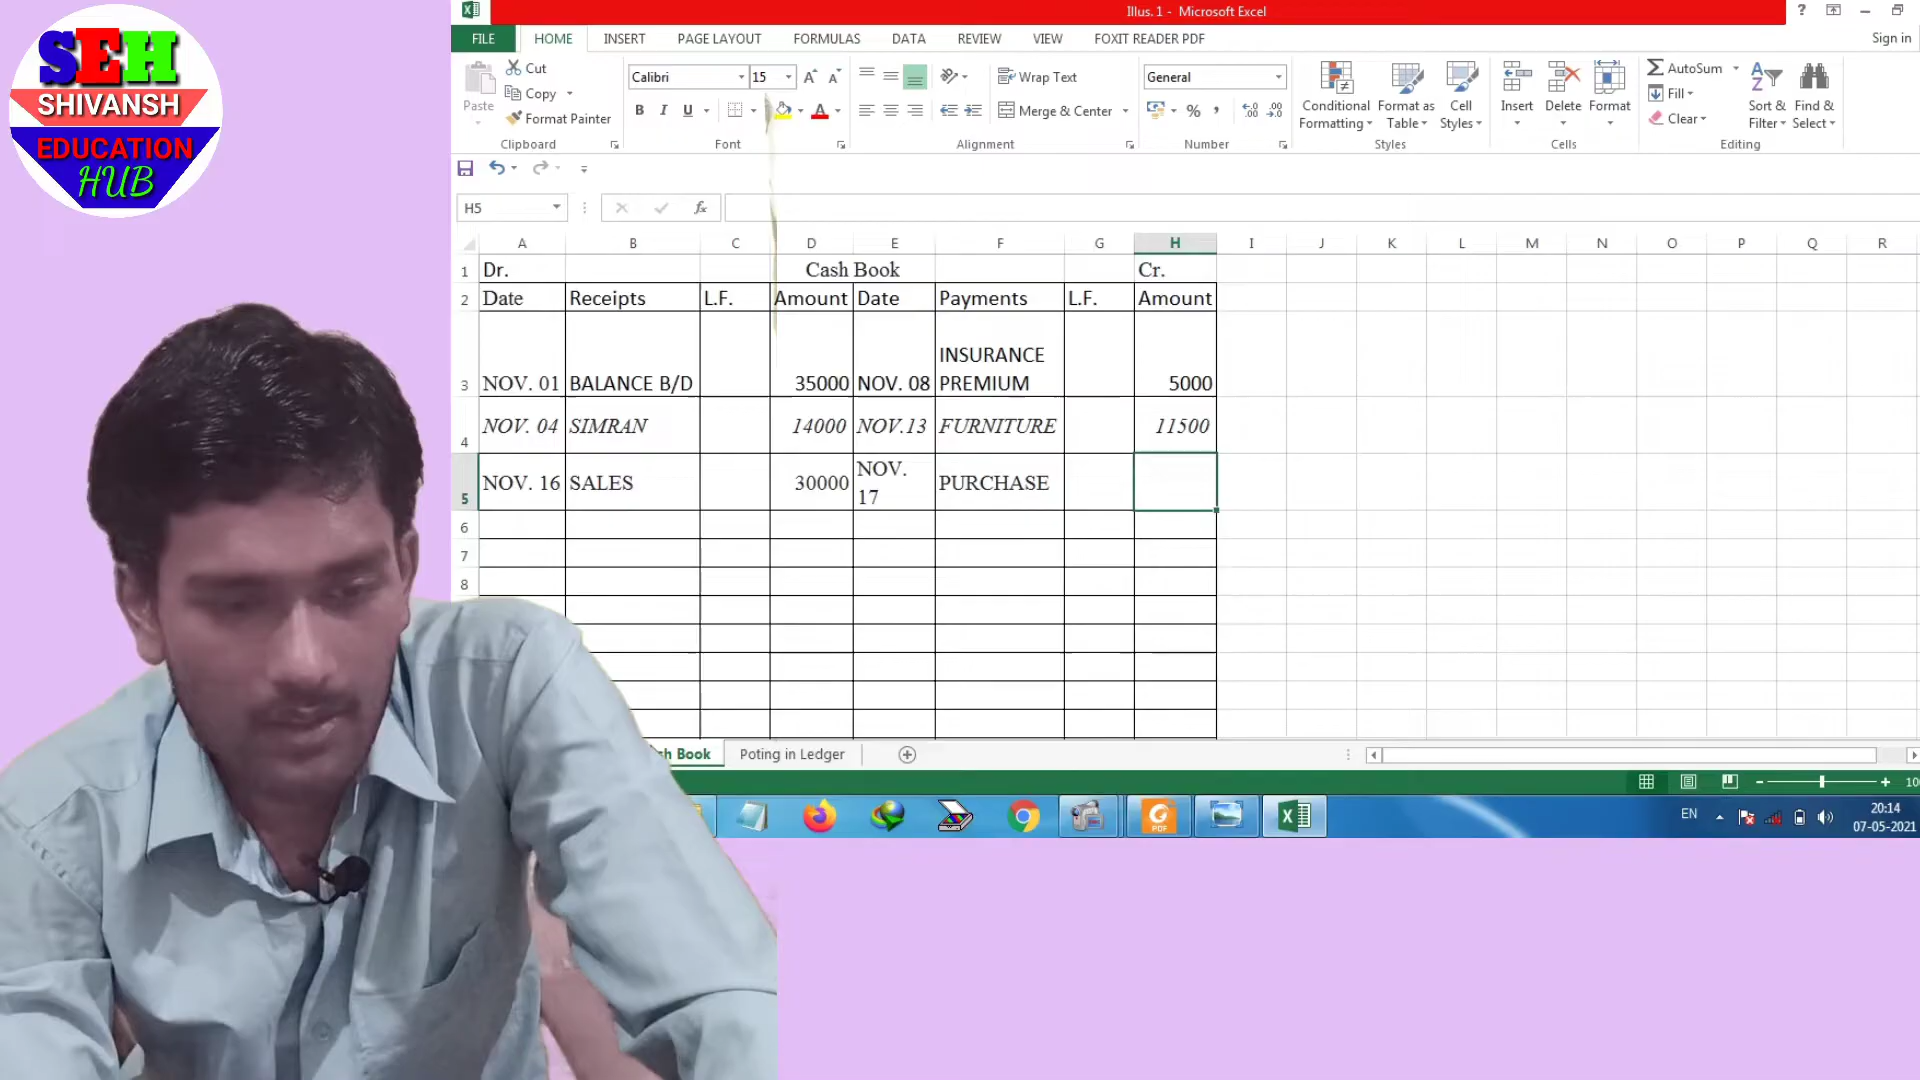 SEH
SHIVANSH
EDUCATION
HUB
Illus. 1 - Microsoft Excel
?
FILE HOME INSERT PAGE LAYOUT FORMULAS DATA REVIEW VIEW FOXIT READER PDF Sign in
Paste
Cut
Copy
Format Painter
Clipboard
Calibri 15
B I U
Font
Wrap Text
Merge & Center
Alignment
General
%
Number
Conditional Formatting
Format as Table
Cell Styles
Styles
Insert Delete Format
Cells
AutoSum
Fill
Clear
Sort & Filter
Find & Select
Editing
H5
fx
A B C D E F G H I J K L M N O P Q R
1 Dr. Cash Book Cr.
2 Date Receipts L.F. Amount Date Payments L.F. Amount
3 NOV. 01 BALANCE B/D 35000 NOV. 08 INSURANCE PREMIUM 5000
4 NOV. 04 SIMRAN 14000 NOV.13 FURNITURE 11500
5 NOV. 16 SALES 30000 NOV. 17 PURCHASE
6
7
8
Book Poting in Ledger
PDF
EN
20:14
07-05-2021